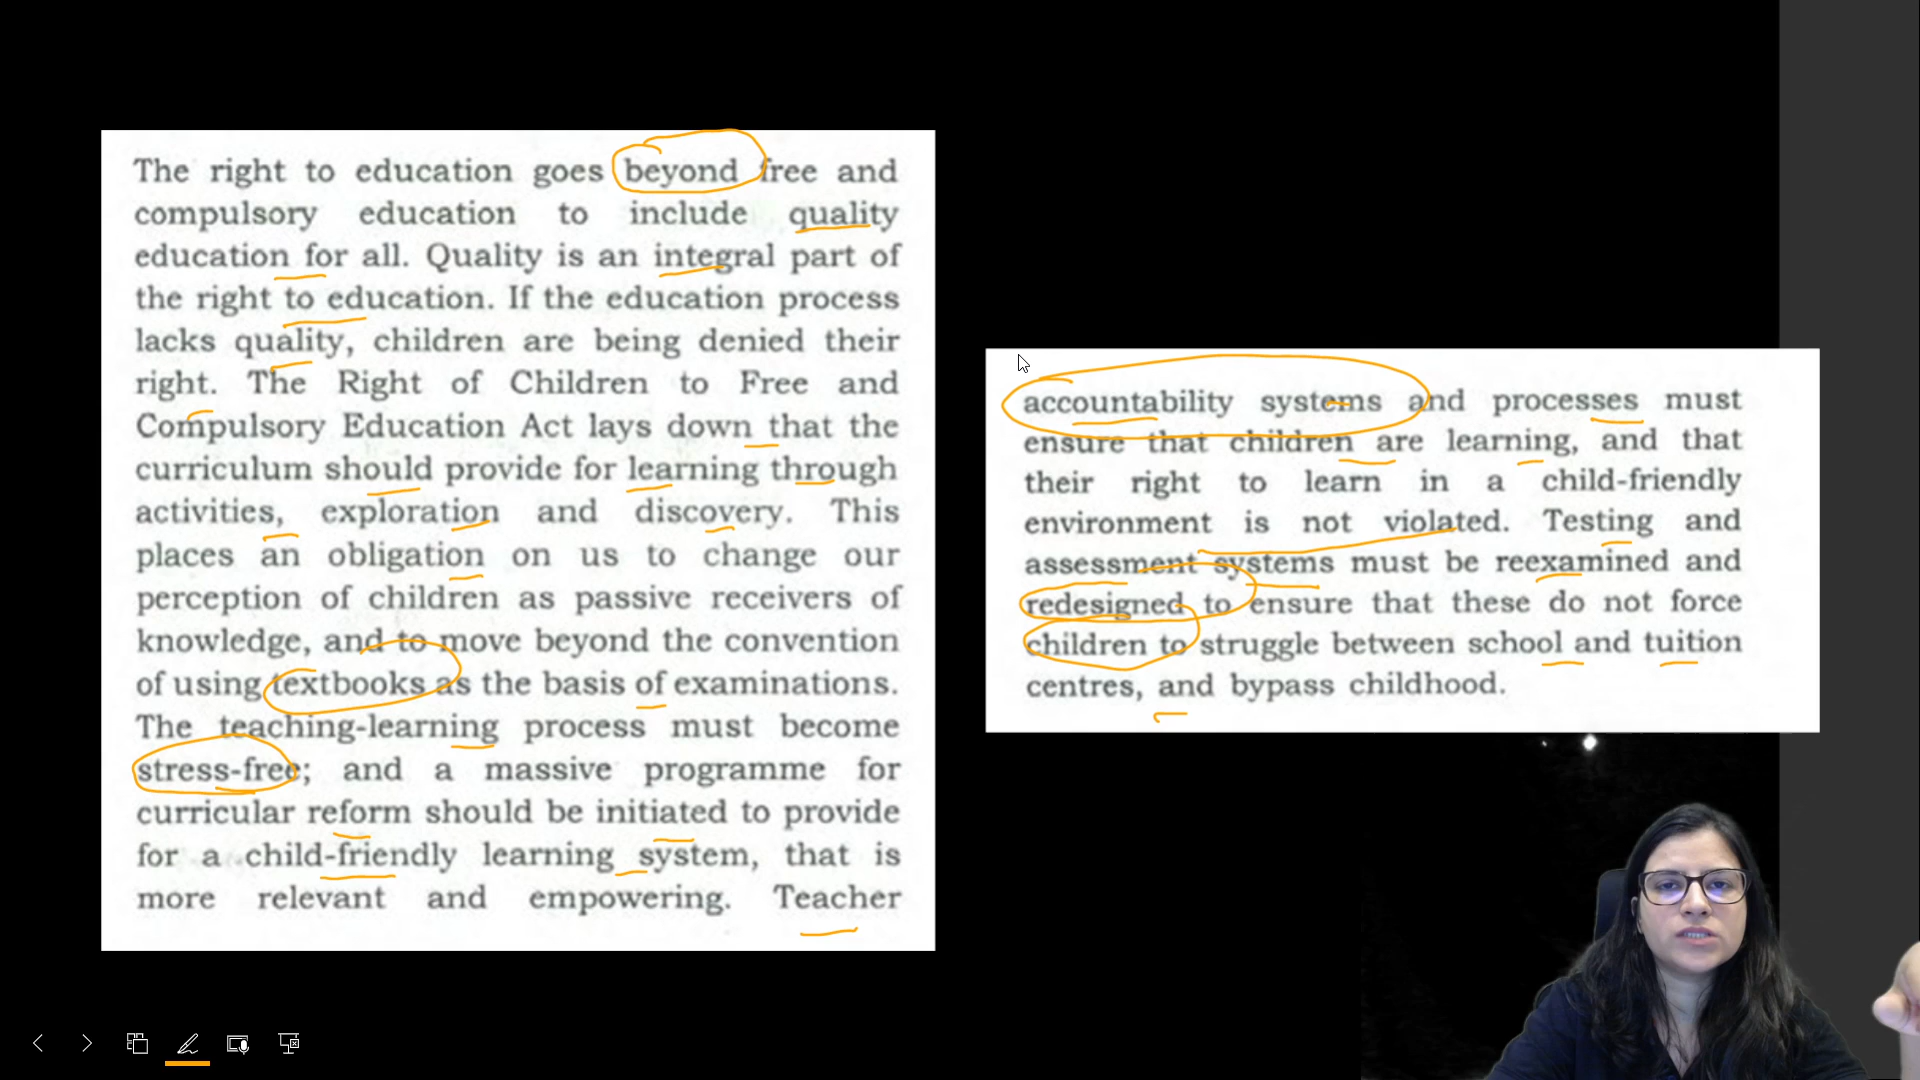 The right to education goes beyond free and
compulsory education to include quality
education for all. Quality is an integral part of
the right to education. If the education process
lacks quality, children are being denied their
right. The Right of Children to Free and
Compulsory Education Act lays down that the
curriculum should provide for learning through
activities, exploration and discovery. This
places an obligation on us to change our
perception of children as passive receivers of
knowledge, and to move beyond the convention
of using textbooks as the basis of examinations.
The teaching-learning process must become
stress-free; and a massive programme for
curricular reform should be initiated to provide
for a child-friendly learning system, that is
more relevant and empowering. Teacher
accountability systems and processes must
ensure that children are learning, and that
their right to learn in a child-friendly
environment is not violated. Testing and
assessment systems must be reexamined and
redesigned to ensure that these do not force
children to struggle between school and tuition
centres, and bypass childhood.